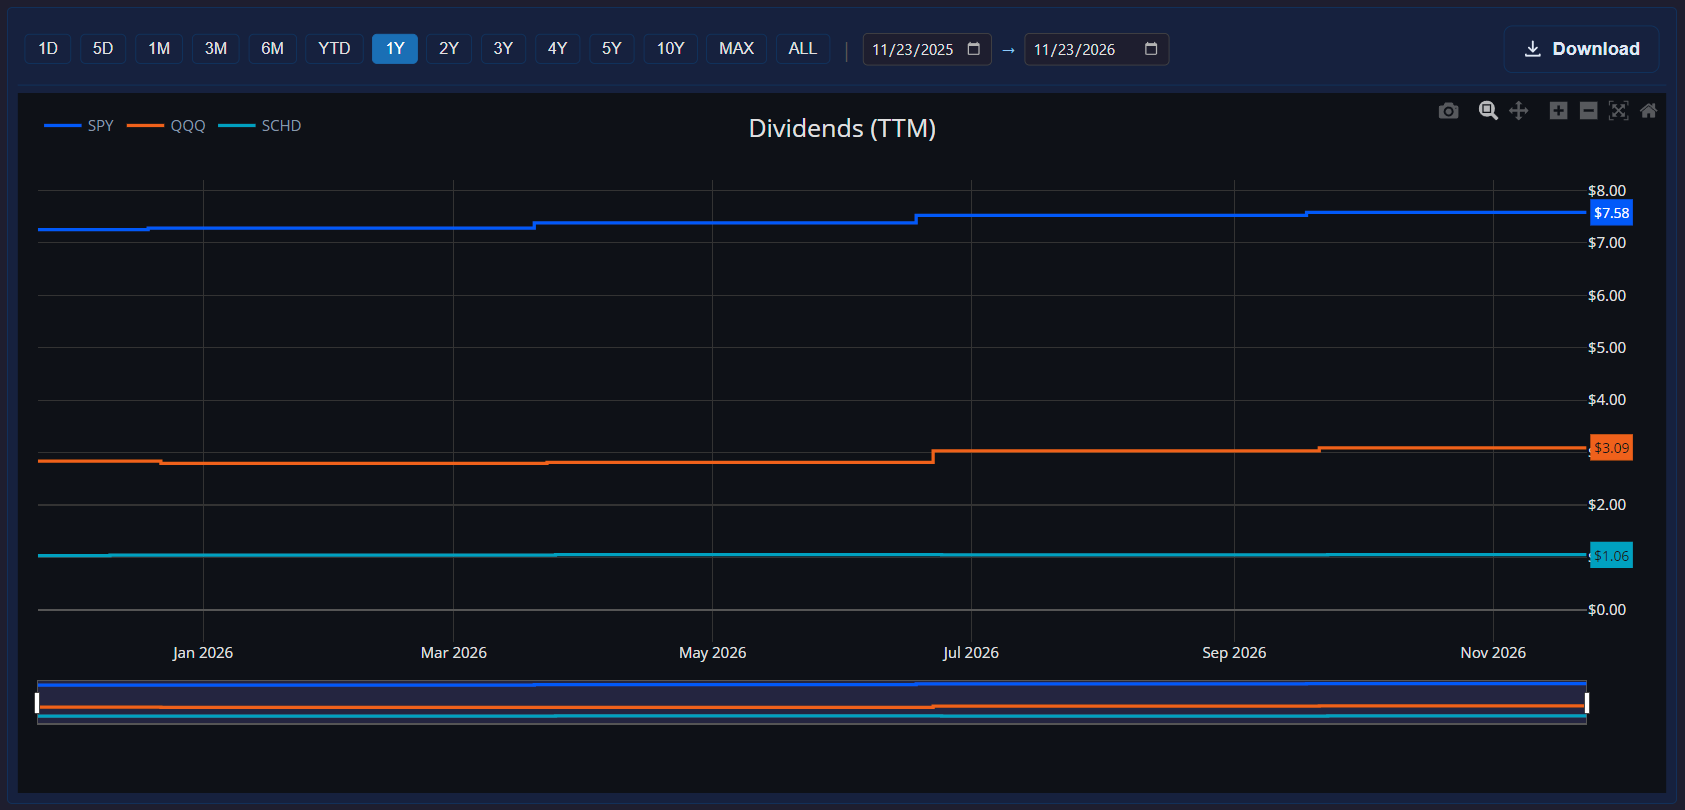 1D 5D 1M 3M 6M YTD 1Y 2Y 3Y 4Y 5Y 10Y MAX ALL | 11/23/2025 → 11/23/2026 Download
SPY QQQ SCHD
Dividends (TTM)
$8.00
$7.58
$7.00
$6.00
$5.00
$4.00
$3.09
$2.00
$1.06
$0.00
Jan 2026 Mar 2026 May 2026 Jul 2026 Sep 2026 Nov 2026